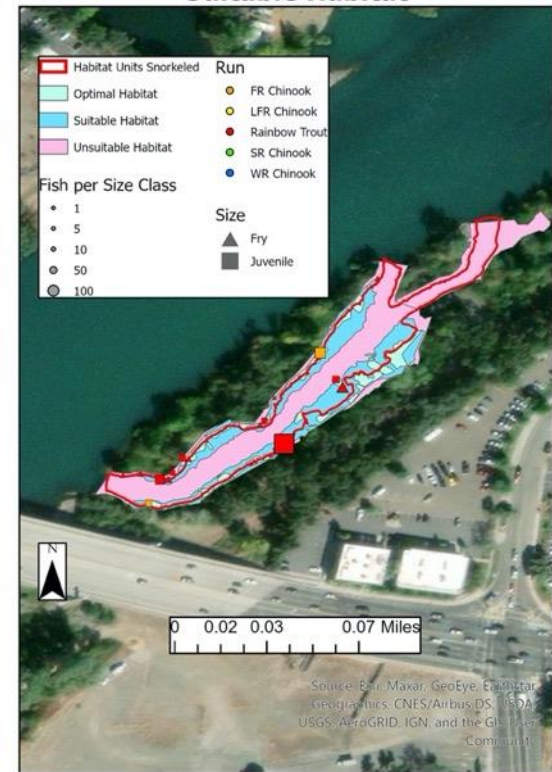 Habitat Units Snorkeled
Optimal Habitat
Suitable Habitat
Unsuitable Habitat
Fish per Size Class
1
5
10
50
100
Run
FR Chinook
LFR Chinook
Rainbow Trout
SR Chinook
WR Chinook
Size
Fry
Juvenile
N
0 0.02 0.03 0.07 Miles
Source: Esri, Maxar, GeoEye, Earthstar
Geographics, CNES/Airbus DS, USDA,
USGS, AeroGRID, IGN, and the GIS User
Community